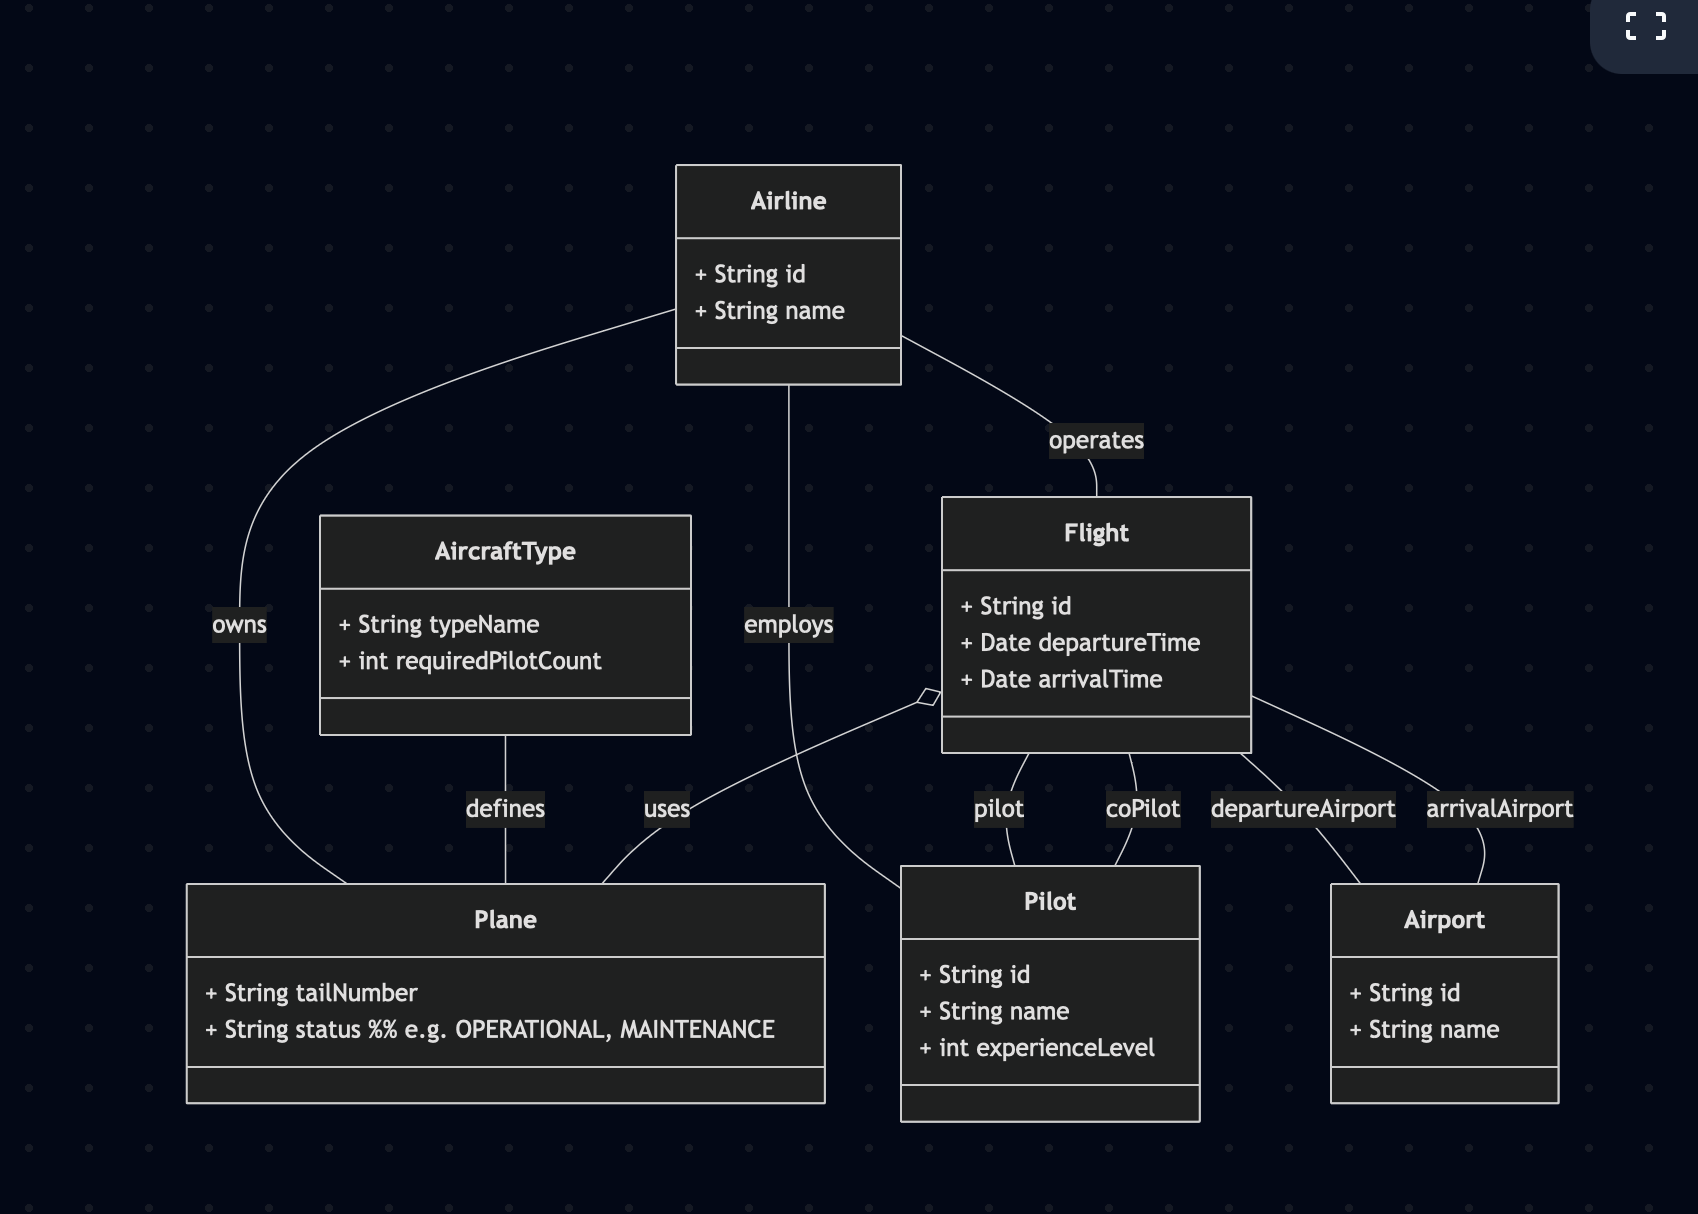 Airline
+ String id
+ String name
operates
Flight
+ String id
+ Date departureTime
+ Date arrivalTime
AircraftType
+ String typeName
+ int requiredPilotCount
owns
employs
defines
uses
pilot
coPilot
departureAirport
arrivalAirport
Plane
+ String tailNumber
+ String status %% e.g. OPERATIONAL, MAINTENANCE
Pilot
+ String id
+ String name
+ int experienceLevel
Airport
+ String id
+ String name